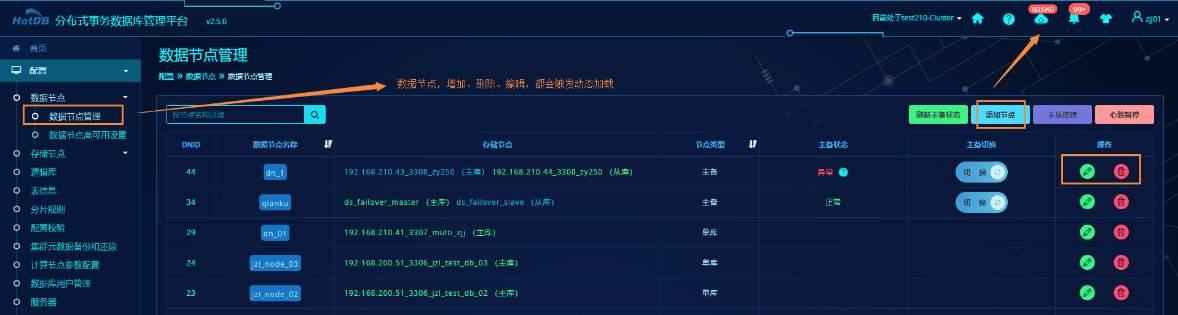 HotDB 分布式事务数据库管理平台 v2.5.0
目前处于test210-Cluster
RELOAD
99+
zjj01
首页
配置
数据节点
数据节点管理
数据节点高可用设置
存储节点
逻辑库
表信息
分片规则
配置校验
集群元数据备份和还原
计算节点参数配置
数据库用户管理
服务器
数据节点管理
配置 » 数据节点 » 数据节点管理
数据节点，增加、删除、编辑，都会触发动态加载
按节点名称过滤
刷新主备状态 添加节点 主从搭建 心跳暂停
DNID 数据节点名称 存储节点 节点类型 主备状态 主备切换 操作
44 dn_1 192.168.210.43_3308_zy250 （主库） 192.168.210.44_3308_zy250 （从库） 主备 异常 ? 切 换
34 qianku ds_failover_master （主库） ds_failover_slave （从库） 主备 正常 切 换
29 dn_01 192.168.210.41_3307_multi_zjj （主库） 单库
24 jzl_node_03 192.168.200.51_3306_jzl_test_db_03 （主库） 单库
23 jzl_node_02 192.168.200.51_3306_jzl_test_db_02 （主库） 单库